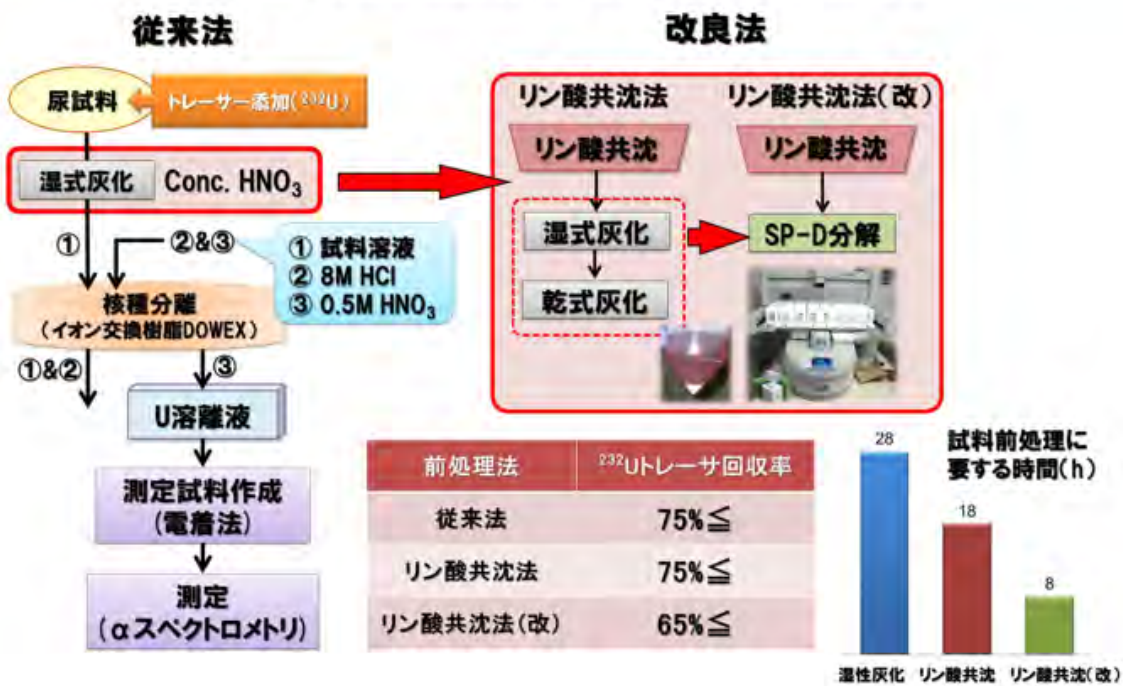 従来法
尿試料
トレーサー添加(²³²U)
湿式灰化
Conc. HNO₃
①
②&③
① 試料溶液
② 8M HCl
③ 0.5M HNO₃
核種分離
(イオン交換樹脂DOWEX)
①&②
③
U溶離液
測定試料作成
(電着法)
測定
(αスペクトロメトリ)
改良法
リン酸共沈法
リン酸共沈法(改)
リン酸共沈
リン酸共沈
湿式灰化
SP-D分解
乾式灰化
前処理法
²³²Uトレーサ回収率
従来法
75%≦
リン酸共沈法
75%≦
リン酸共沈法(改)
65%≦
試料前処理に
要する時間(h)
28
18
8
湿性灰化
リン酸共沈
リン酸共沈(改)